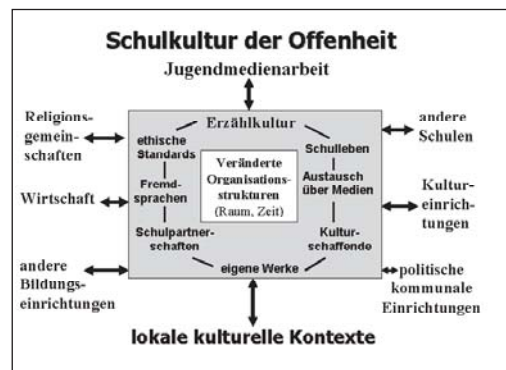 Schulkultur der Offenheit
Jugendmedienarbeit
Religions-
gemein-
schaften
Wirtschaft
andere
Bildungs-
einrichtungen
Erzählkultur
ethische
Standards
Fremd-
sprachen
Schulpartner-
schaften
Veränderte
Organisations-
strukturen
(Raum, Zeit)
Schulleben
Austausch
über Medien
Kultur-
schaffende
eigene Werke
andere
Schulen
Kultur-
einrich-
tungen
politische
kommunale
Einrichtungen
lokale kulturelle Kontexte